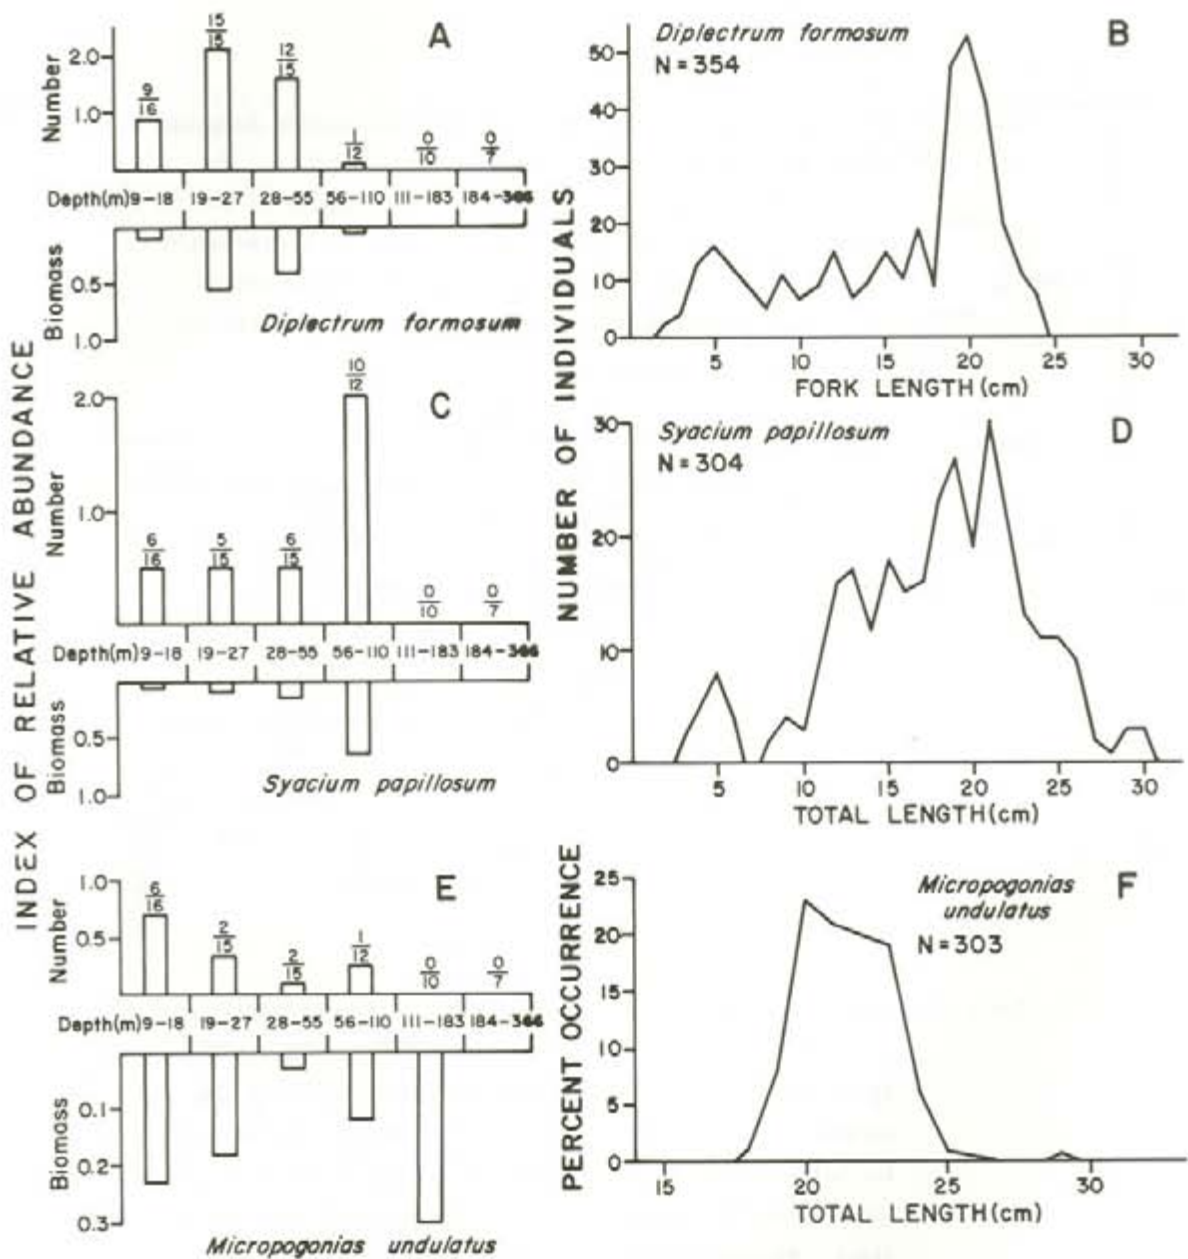 INDEX OF RELATIVE ABUNDANCE
A
Number
2.0
1.0
9/16 15/15 12/15 1/12 0/10 0/7
Depth(m) 9-18 19-27 28-55 56-110 111-183 184-366
Biomass
0.5
1.0
Diplectrum formosum
C
Number
2.0
1.0
6/16 5/15 6/15 10/12 0/10 0/7
Depth(m) 9-18 19-27 28-55 56-110 111-183 184-366
Biomass
0.5
1.0
Syacium papillosum
E
Number
1.0
0.5
6/16 2/15 2/15 1/12 0/10 0/7
Depth(m) 9-18 19-27 28-55 56-110 111-183 184-366
Biomass
0.1
0.2
0.3
Micropogonias undulatus
NUMBER OF INDIVIDUALS
Diplectrum formosum
N = 354
B
50
40
30
20
10
0
5 10 15 20 25 30
FORK LENGTH (cm)
Syacium papillosum
N = 304
D
30
20
10
0
5 10 15 20 25 30
TOTAL LENGTH (cm)
PERCENT OCCURRENCE
Micropogonias
undulatus
N = 303
F
25
20
15
10
5
0
15 20 25 30
TOTAL LENGTH (cm)